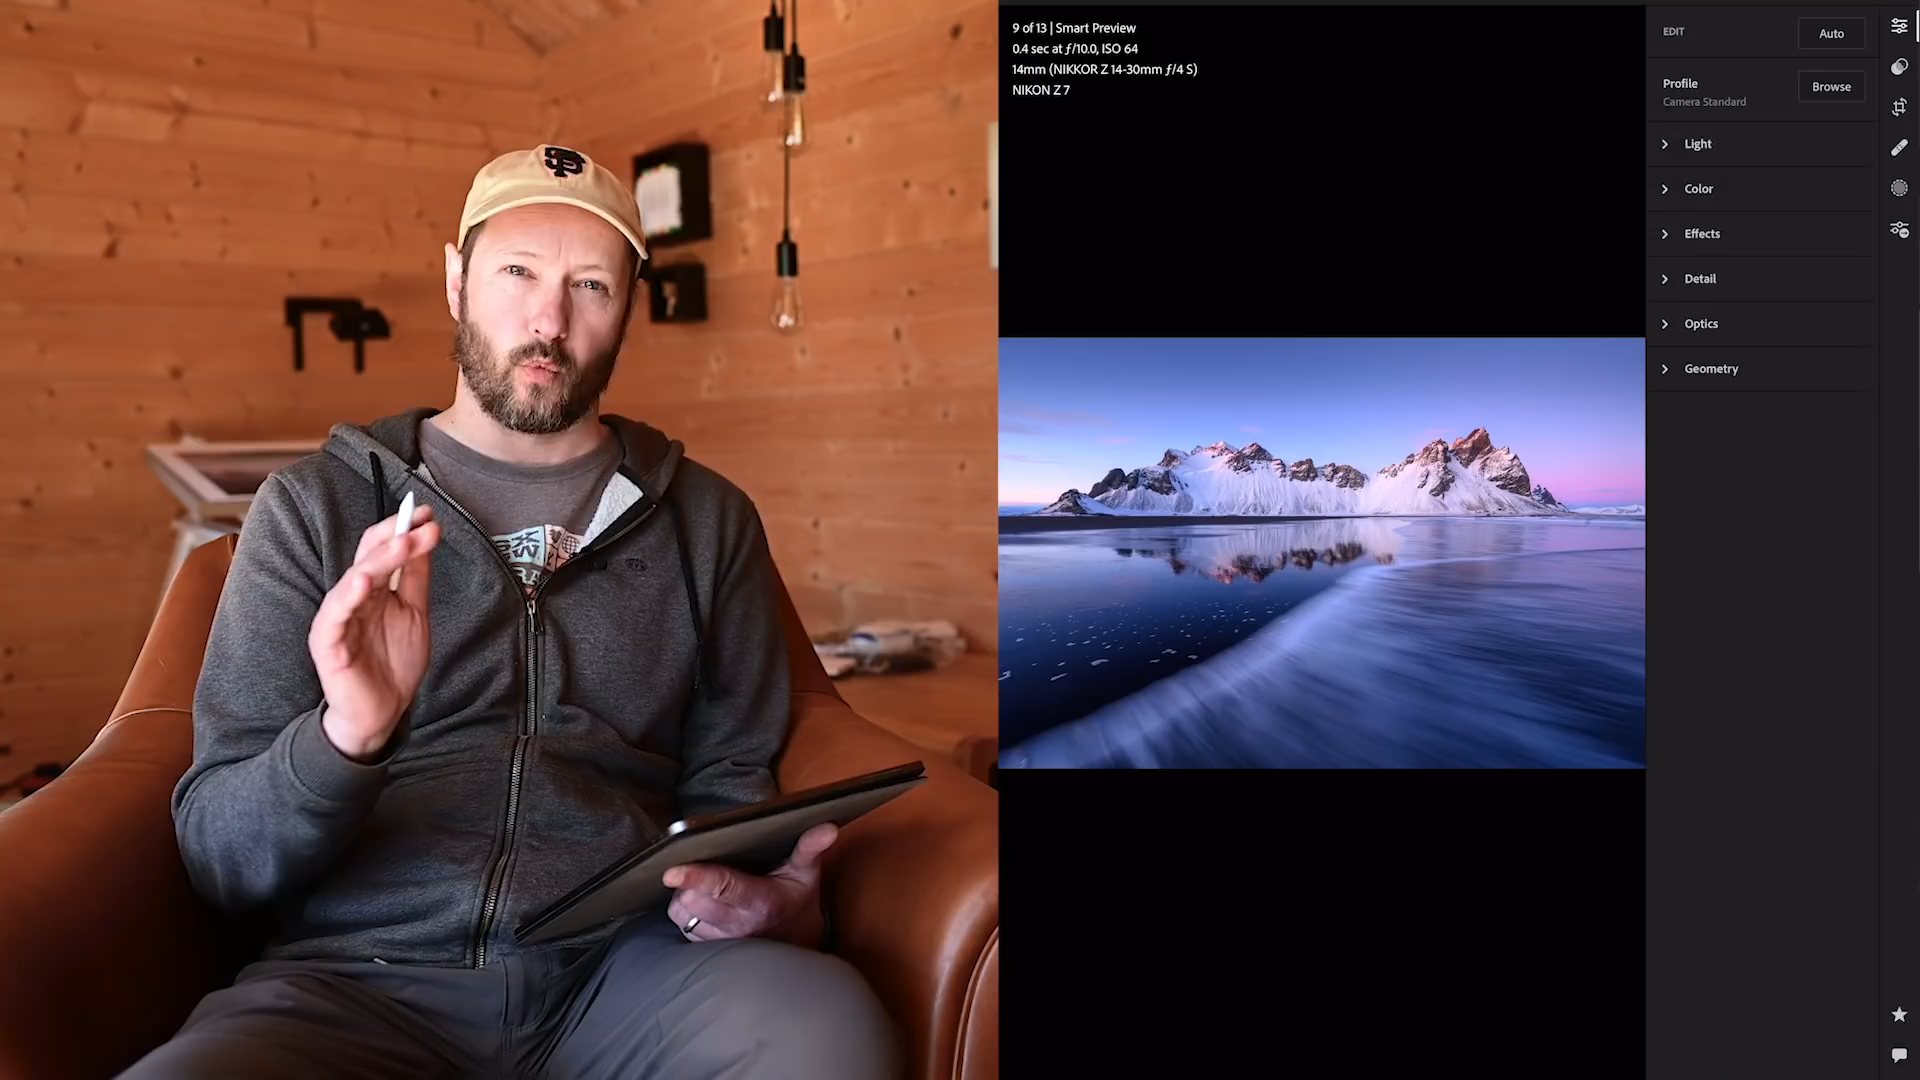 9 of 13 | Smart Preview
0.4 sec at ƒ/10.0, ISO 64
14mm (NIKKOR Z 14-30mm ƒ/4 S)
NIKON Z 7
EDIT
Auto
Profile
Camera Standard
Browse
Light
Color
Effects
Detail
Optics
Geometry
SF